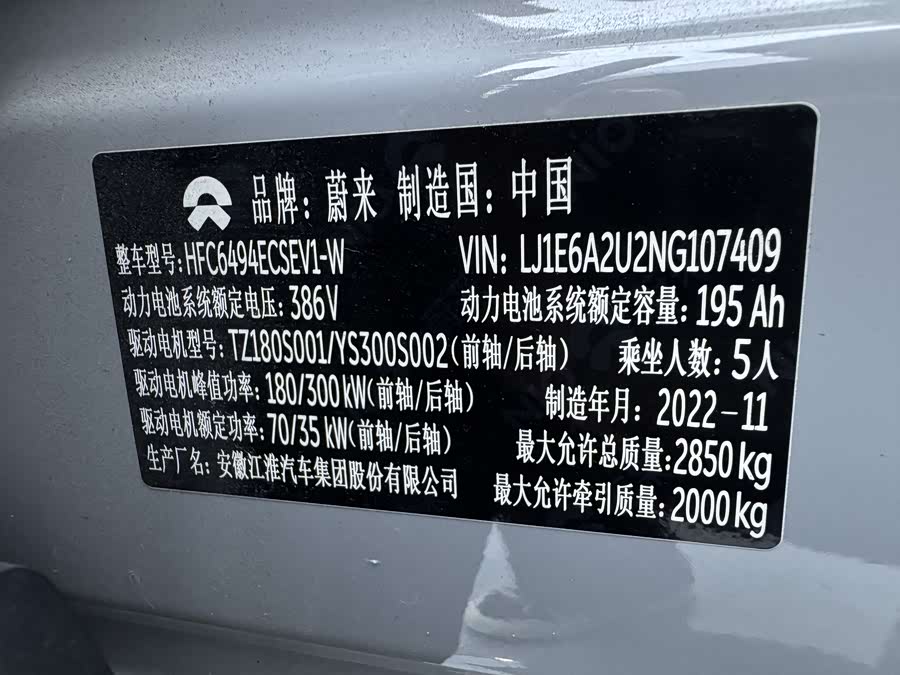 品牌：蔚来 制造国：中国
整车型号：HFC6494ECSEV1-W VIN：LJ1E6A2U2NG107409
动力电池系统额定电压：386V 动力电池系统额定容量：195 Ah
驱动电机型号：TZ180S001/YS300S002（前轴/后轴） 乘坐人数：5人
驱动电机峰值功率：180/300 kW（前轴/后轴） 制造年月：2022-11
驱动电机额定功率：70/35 kW（前轴/后轴） 最大允许总质量：2850 kg
生产厂名：安徽江淮汽车集团股份有限公司 最大允许牵引质量：2000 kg